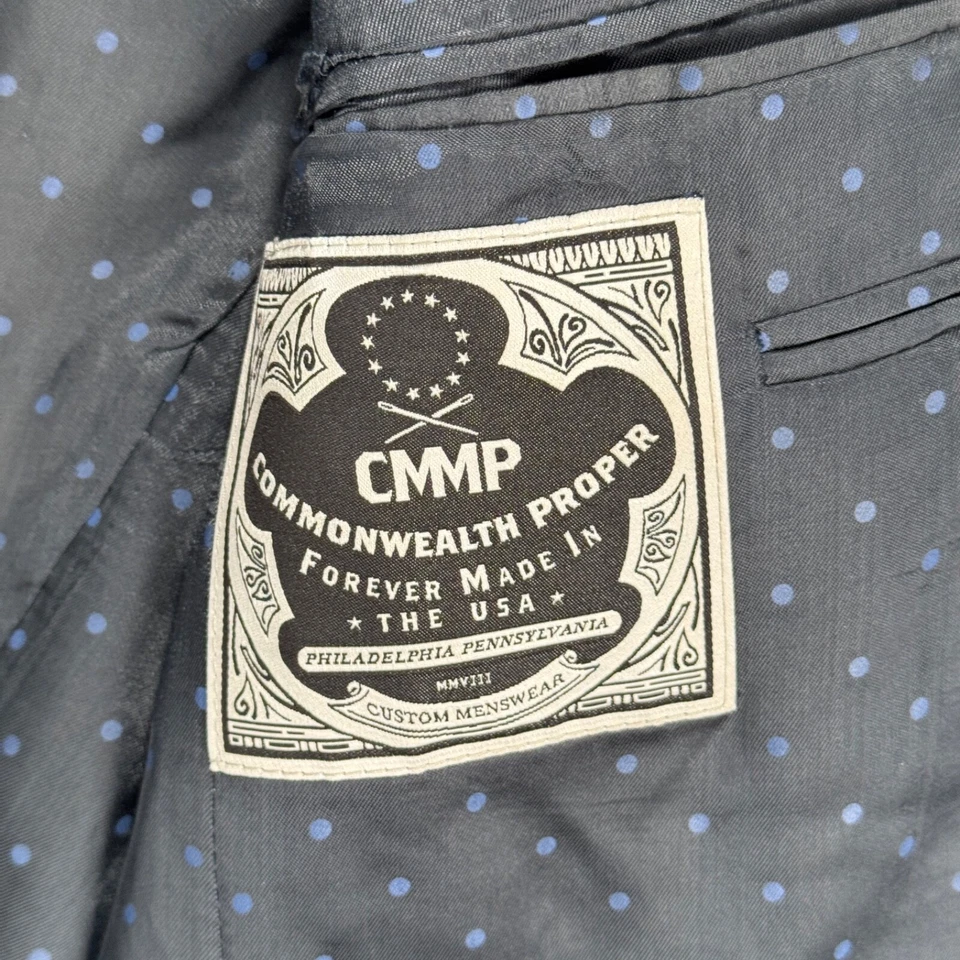 CMMP
COMMONWEALTH PROPER
FOREVER MADE IN
THE USA
PHILADELPHIA PENNSYLVANIA
MMVIII
CUSTOM MENSWEAR